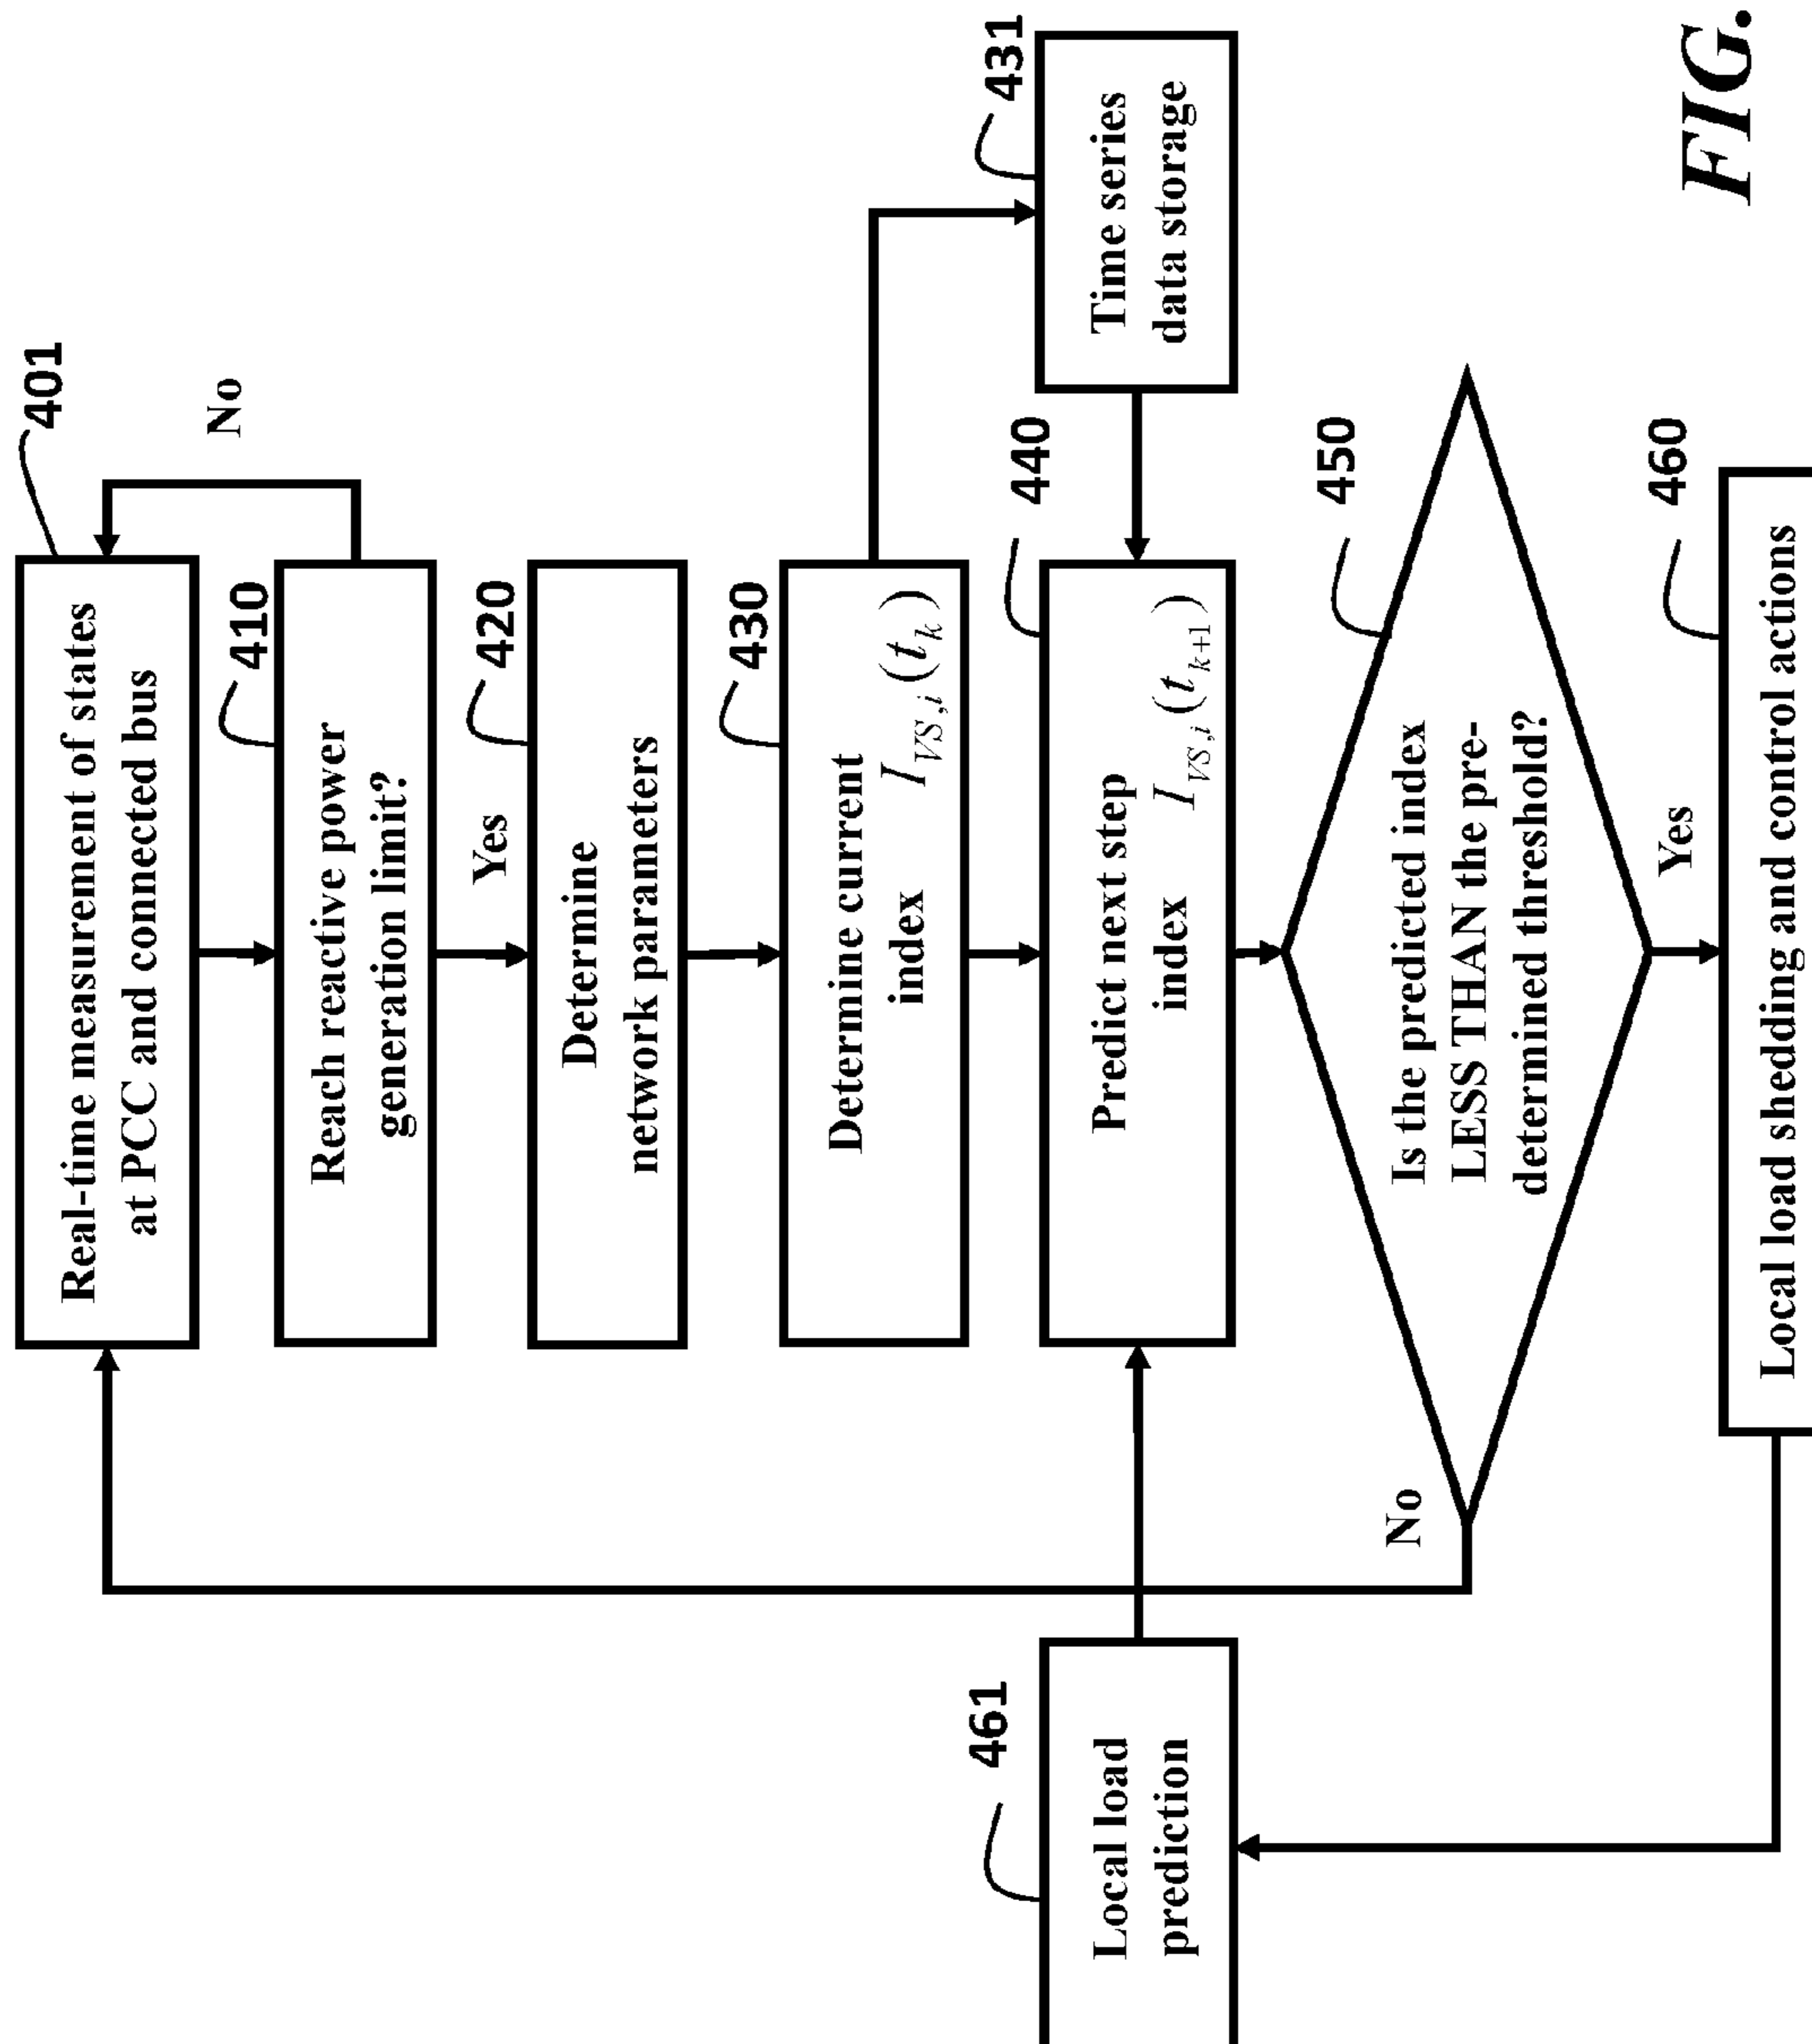 401
Real-time measurement of states
at PCC and connected bus
No
410
Reach reactive power
generation limit?
Yes
420
Determine
network parameters
430
Determine current
index I_{VS,i}(t_k)
431
Time series
data storage
440
Predict next step
index I_{VS,i}(t_{k+1})
461
Local load
prediction
450
Is the predicted index
LESS THAN the pre-
determined threshold?
No
Yes
460
Local load shedding and control actions
FIG.